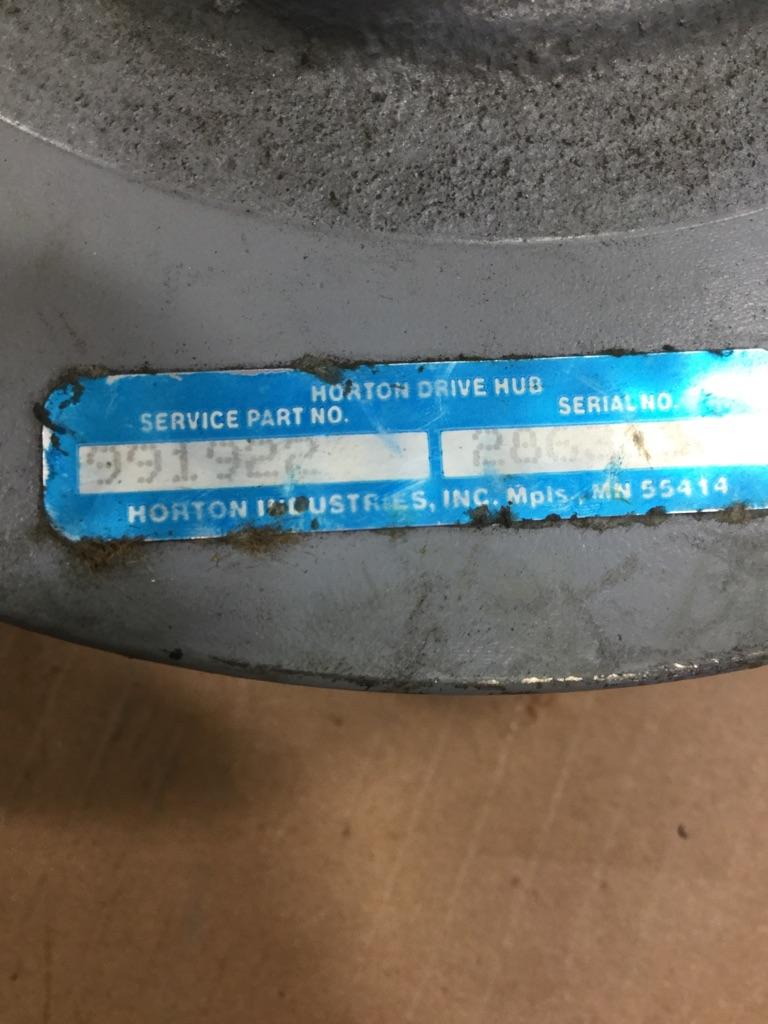 HORTON DRIVE HUB
SERVICE PART NO. SERIAL NO.
991922
HORTON INDUSTRIES, INC. Mpls., MN 55414